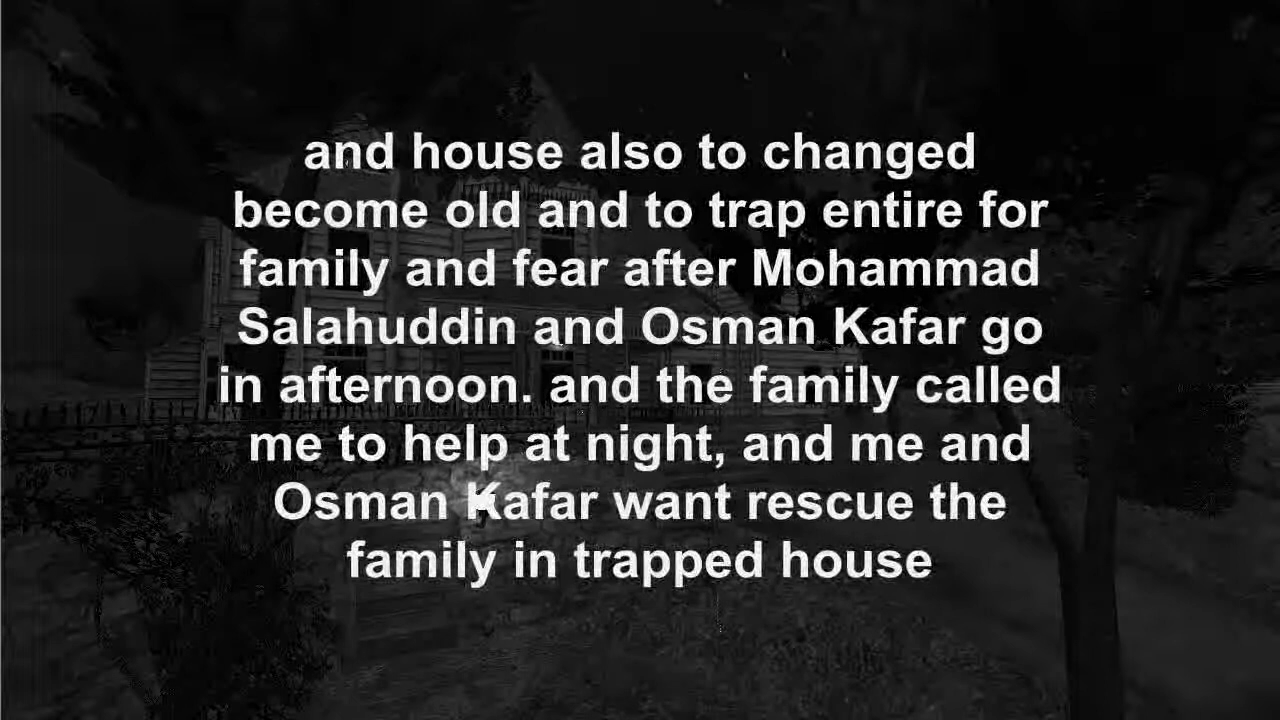 and house also to changed
become old and to trap entire for
family and fear after Mohammad
Salahuddin and Osman Kafar go
in afternoon. and the family called
me to help at night, and me and
Osman Kafar want rescue the
family in trapped house